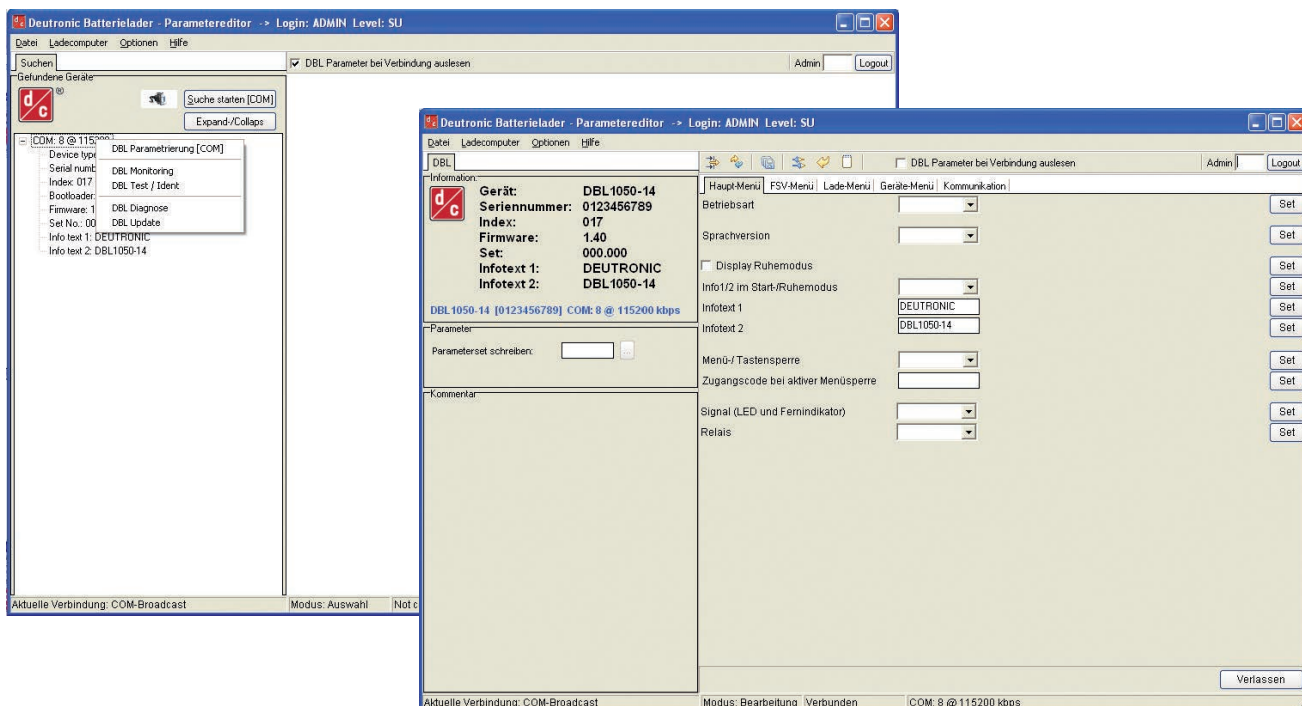 Deutronic Batterielader - Parametereditor -> Login: ADMIN Level: SU
Datei Ladecomputer Optionen Hilfe
Suchen
DBL Parameter bei Verbindung auslesen
Admin
Logout
Gefundene Geräte
d/c ®
Suche starten [COM]
Expand-/Collaps
COM: 8 @ 115200
Device type
Serial numb
Index: 017
Bootloader:
Firmware: 1
Set No.: 00
Info text 1: DEUTRONIC
Info text 2: DBL1050-14
DBL Parametrierung [COM]
DBL Monitoring
DBL Test / Ident
DBL Diagnose
DBL Update
Aktuelle Verbindung: COM-Broadcast
Modus: Auswahl
Not c
Deutronic Batterielader - Parametereditor -> Login: ADMIN Level: SU
Datei Ladecomputer Optionen Hilfe
DBL
DBL Parameter bei Verbindung auslesen
Admin
Logout
Information
d/c
Gerät: DBL1050-14
Seriennummer: 0123456789
Index: 017
Firmware: 1.40
Set: 000.000
Infotext 1: DEUTRONIC
Infotext 2: DBL1050-14
DBL1050-14 [0123456789] COM: 8 @ 115200 kbps
Parameter
Parameterset schreiben: ...
Kommentar
Haupt-Menü FSV-Menü Lade-Menü Geräte-Menü Kommunikation
Betriebsart Set
Sprachversion Set
Display Ruhemodus Set
Info1/2 im Start-/Ruhemodus Set
Infotext 1 DEUTRONIC Set
Infotext 2 DBL1050-14 Set
Menü-/ Tastensperre Set
Zugangscode bei aktiver Menüsperre Set
Signal (LED und Fernindikator) Set
Relais Set
Verlassen
Aktuelle Verbindung: COM-Broadcast
Modus: Bearbeitung
Verbunden
COM: 8 @ 115200 kbps